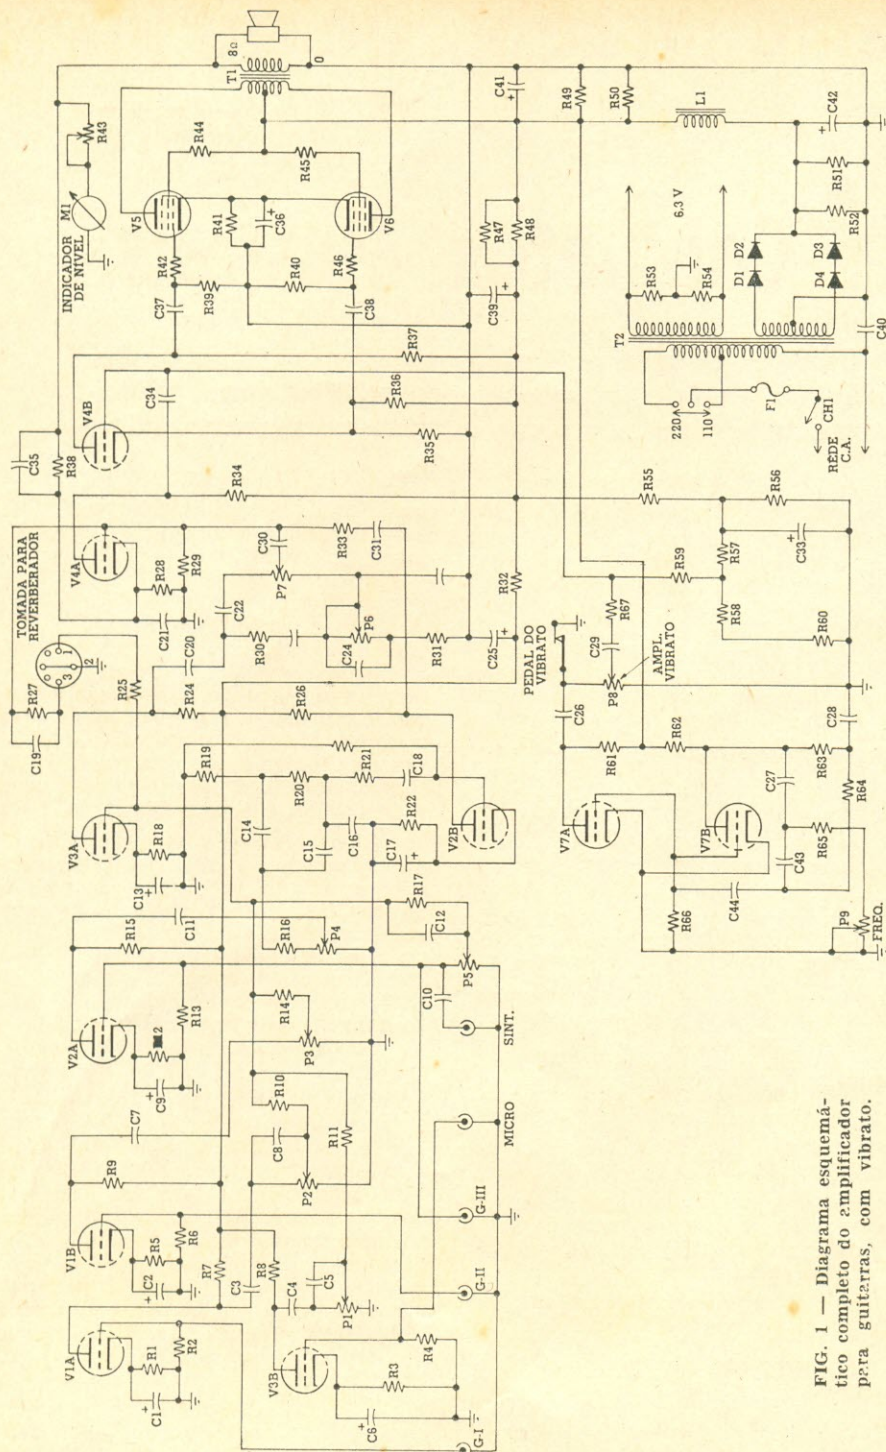 TOMADA PARA
REVERBERADOR
INDICADOR
DE NÍVEL
M1
R43
8Ω
T1
0
C35
R38
C19
R27
3
1
2
V1A
R1
C1
R2
V1B
R5
C2
R6
R9
C7
V2A
C9
R13
R15
C11
V3A
R18
C13
R19
R24
C20
R25
V4A
R28
C21
R29
V4B
C34
R34
C37
R42
R39
V5
R44
R41
C36
R45
R40
V6
R46
C38
R37
R36
R35
R7
C3
R8
C4
C5
P1
V3B
R3
R4
C6
G-I
C8
R10
P2
R11
R14
P3
R16
P4
C14
R20
C15
C16
R21
C18
R22
C17
V2B
R17
C12
P5
C10
R26
C22
R30
P7
C30
R33
C31
P6
C24
R31
C25
R32
C39
R47
R48
C41
G-II
G-III
MICRO
SINT.
PEDAL DO
VIBRATO
C26
P8
AMPL.
VIBRATO
C29
R67
R59
R55
R56
R57
C33
R58
R60
C28
V7A
R61
R62
V7B
C27
R63
R64
C43
R65
C44
R66
P9
FREQ.
R49
R50
L1
C42
R51
R52
6.3 V
R53
R54
D1
D2
D3
D4
T2
C40
220
110
F1
CH1
RÊDE
C.A.
FIG. 1 — Diagrama esquemá-
tico completo do amplificador
para guitarras, com vibrato.